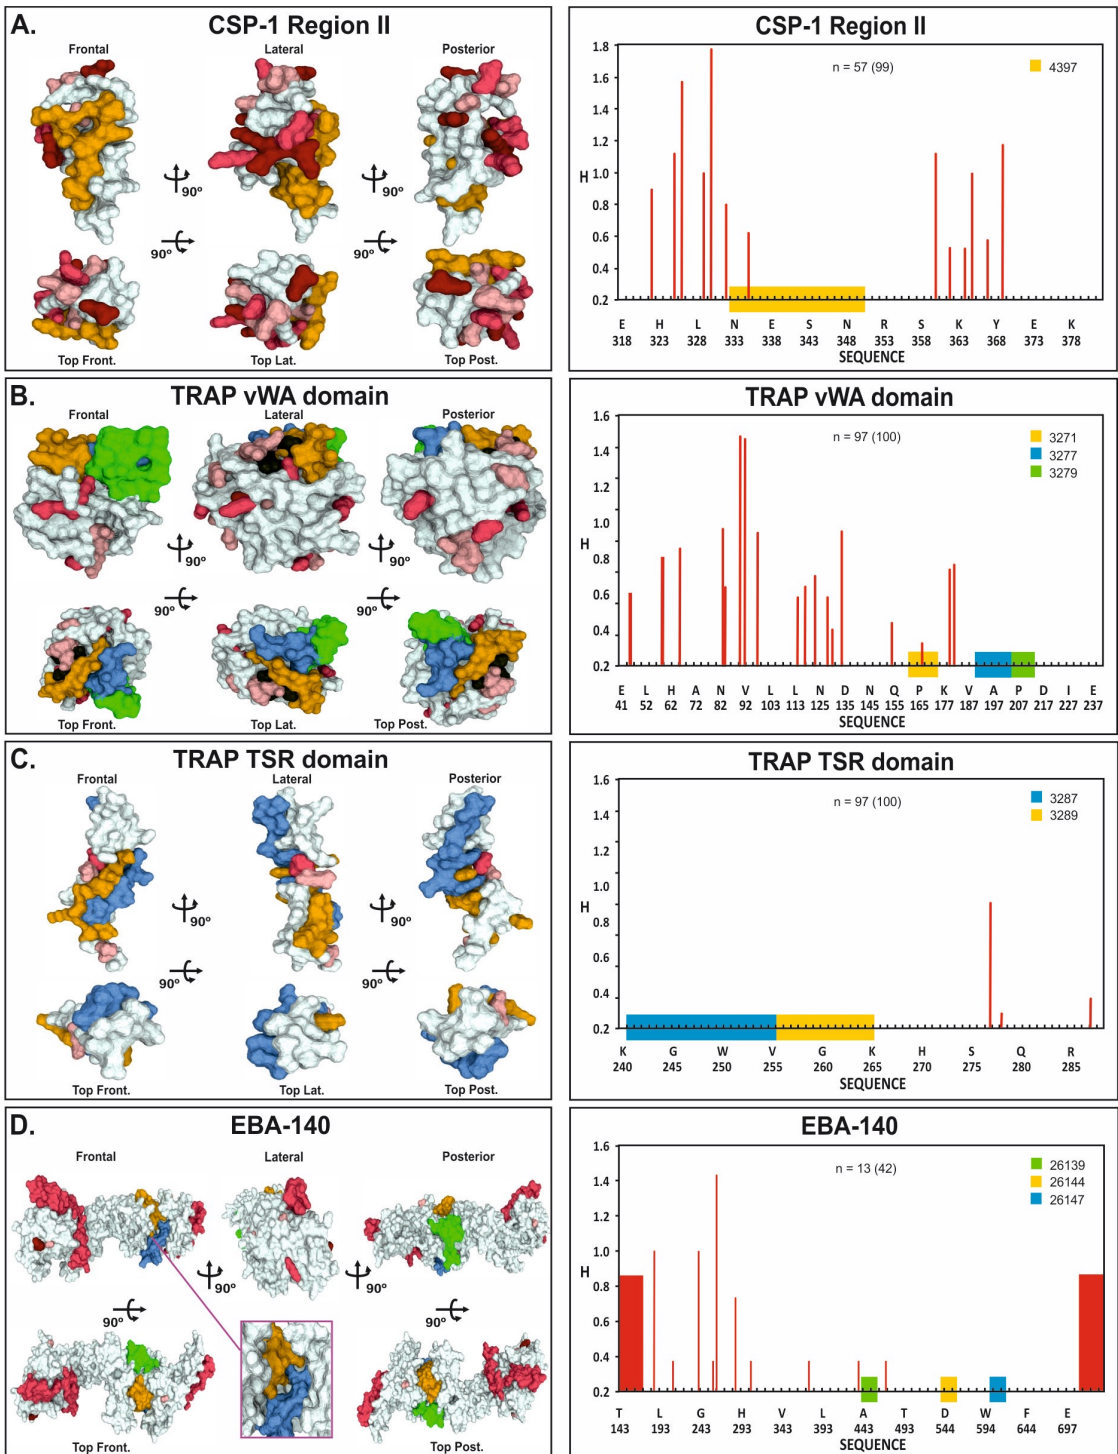 A.
CSP-1 Region II
Frontal
Lateral
Posterior
90º
90º
90º
90º
Top Front.
Top Lat.
Top Post.
CSP-1 Region II
n = 57 (99)
4397
1.8
1.6
1.4
1.2
H
1.0
0.8
0.6
0.4
0.2
E H L N E S N R S K Y E K
318 323 328 333 338 343 348 353 358 363 368 373 378
SEQUENCE
B.
TRAP vWA domain
Frontal
Lateral
Posterior
90º
90º
90º
90º
Top Front.
Top Lat.
Top Post.
TRAP vWA domain
n = 97 (100)
3271
3277
3279
1.6
1.4
1.2
1.0
H
0.8
0.6
0.4
0.2
E L H A N V L L N D N Q P K V A P D I E
41 52 62 72 82 92 103 113 125 135 145 155 165 177 187 197 207 217 227 237
SEQUENCE
C.
TRAP TSR domain
Frontal
Lateral
Posterior
90º
90º
90º
90º
Top Front.
Top Lat.
Top Post.
TRAP TSR domain
n = 97 (100)
3287
3289
1.6
1.4
1.2
1.0
H
0.8
0.6
0.4
0.2
K G W V G K H S Q R
240 245 250 255 260 265 270 275 280 285
SEQUENCE
D.
EBA-140
Frontal
Lateral
Posterior
90º
90º
90º
90º
Top Front.
Top Post.
EBA-140
n = 13 (42)
26139
26144
26147
1.6
1.4
1.2
1.0
H
0.8
0.6
0.4
0.2
T L G H V L A T D W F E
143 193 243 293 343 393 443 493 544 594 644 697
SEQUENCE